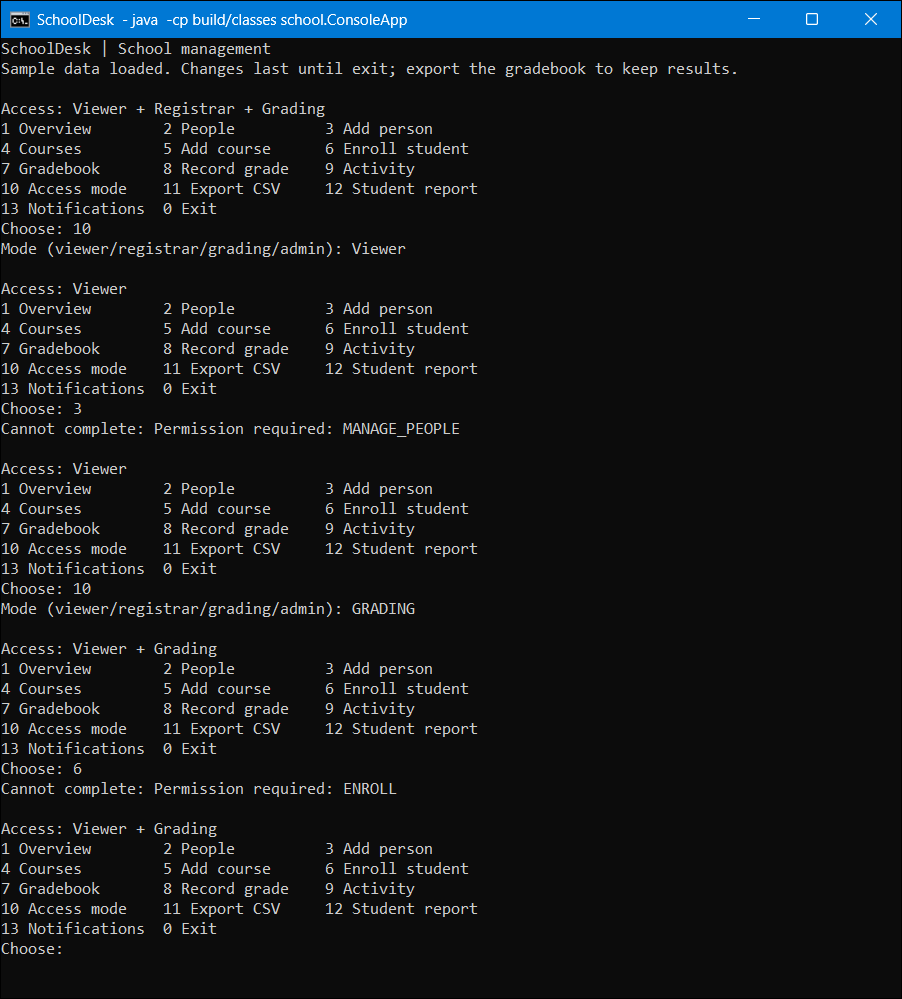 SchoolDesk - java -cp build/classes school.ConsoleApp
SchoolDesk | School management
Sample data loaded. Changes last until exit; export the gradebook to keep results.
Access: Viewer + Registrar + Grading
1 Overview 2 People 3 Add person
4 Courses 5 Add course 6 Enroll student
7 Gradebook 8 Record grade 9 Activity
10 Access mode 11 Export CSV 12 Student report
13 Notifications 0 Exit
Choose: 10
Mode (viewer/registrar/grading/admin): Viewer
Access: Viewer
1 Overview 2 People 3 Add person
4 Courses 5 Add course 6 Enroll student
7 Gradebook 8 Record grade 9 Activity
10 Access mode 11 Export CSV 12 Student report
13 Notifications 0 Exit
Choose: 3
Cannot complete: Permission required: MANAGE_PEOPLE
Access: Viewer
1 Overview 2 People 3 Add person
4 Courses 5 Add course 6 Enroll student
7 Gradebook 8 Record grade 9 Activity
10 Access mode 11 Export CSV 12 Student report
13 Notifications 0 Exit
Choose: 10
Mode (viewer/registrar/grading/admin): GRADING
Access: Viewer + Grading
1 Overview 2 People 3 Add person
4 Courses 5 Add course 6 Enroll student
7 Gradebook 8 Record grade 9 Activity
10 Access mode 11 Export CSV 12 Student report
13 Notifications 0 Exit
Choose: 6
Cannot complete: Permission required: ENROLL
Access: Viewer + Grading
1 Overview 2 People 3 Add person
4 Courses 5 Add course 6 Enroll student
7 Gradebook 8 Record grade 9 Activity
10 Access mode 11 Export CSV 12 Student report
13 Notifications 0 Exit
Choose: